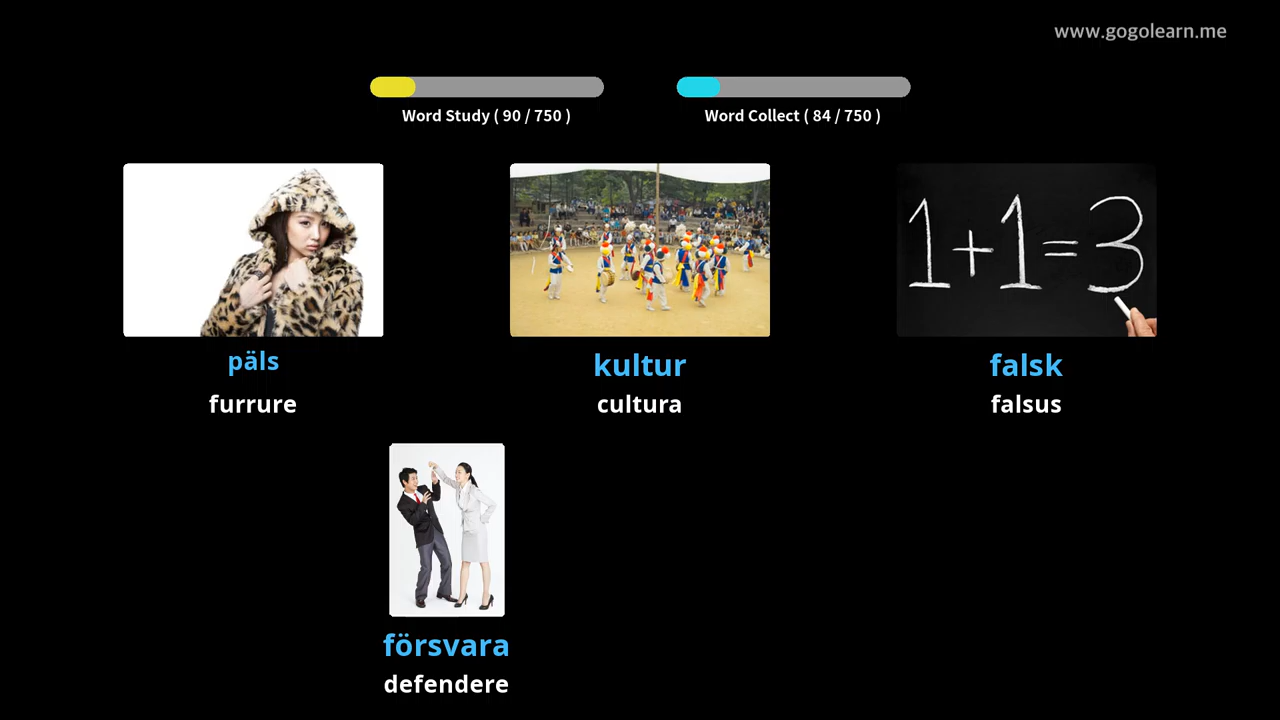 www.gogolearn.me
Word Study ( 90 / 750 )
Word Collect ( 84 / 750 )
1+1=3
päls
kultur
falsk
furrure
cultura
falsus
försvara
defendere